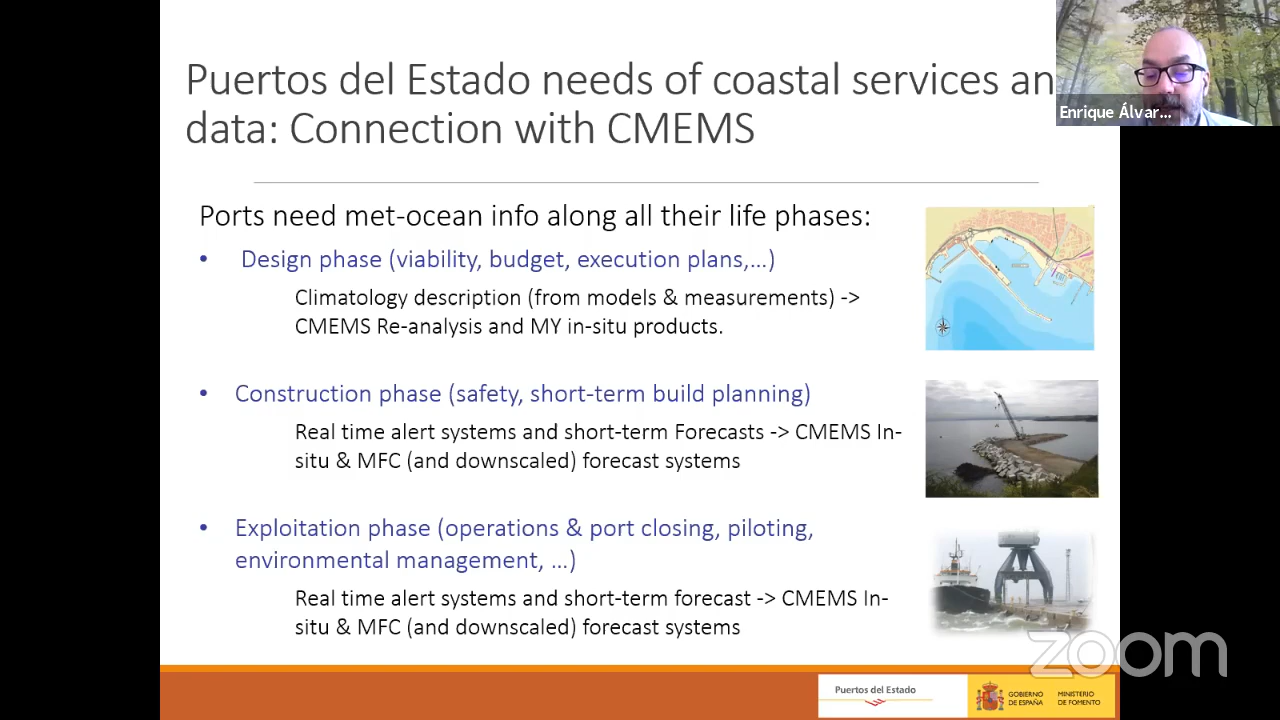 Puertos del Estado needs of coastal services an
data: Connection with CMEMS
Enrique Álvar...
Ports need met-ocean info along all their life phases:
• Design phase (viability, budget, execution plans,...)
Climatology description (from models & measurements) ->
CMEMS Re-analysis and MY in-situ products.
• Construction phase (safety, short-term build planning)
Real time alert systems and short-term Forecasts -> CMEMS In-
situ & MFC (and downscaled) forecast systems
• Exploitation phase (operations & port closing, piloting,
environmental management, ...)
Real time alert systems and short-term forecast -> CMEMS In-
situ & MFC (and downscaled) forecast systems
zoom
Puertos del Estado
GOBIERNO
DE ESPAÑA
MINISTERIO
DE FOMENTO